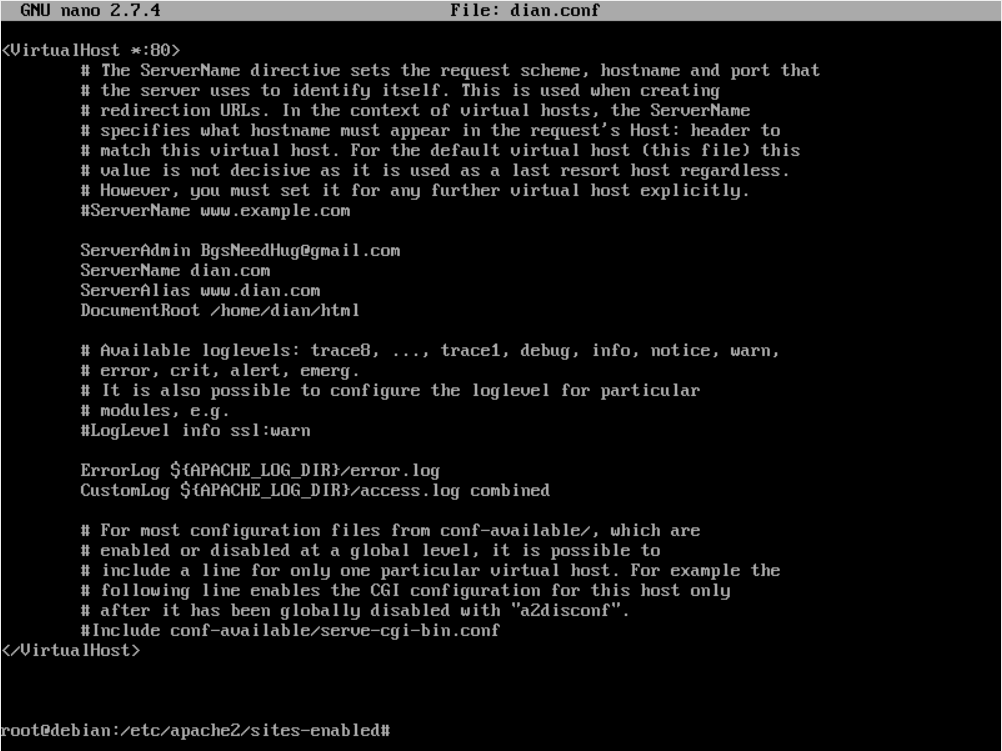 GNU nano 2.7.4 File: dian.conf
<VirtualHost *:80>
# The ServerName directive sets the request scheme, hostname and port that
# the server uses to identify itself. This is used when creating
# redirection URLs. In the context of virtual hosts, the ServerName
# specifies what hostname must appear in the request's Host: header to
# match this virtual host. For the default virtual host (this file) this
# value is not decisive as it is used as a last resort host regardless.
# However, you must set it for any further virtual host explicitly.
#ServerName www.example.com
ServerAdmin BgsNeedHug@gmail.com
ServerName dian.com
ServerAlias www.dian.com
DocumentRoot /home/dian/html
# Available loglevels: trace8, ..., trace1, debug, info, notice, warn,
# error, crit, alert, emerg.
# It is also possible to configure the loglevel for particular
# modules, e.g.
#LogLevel info ssl:warn
ErrorLog ${APACHE_LOG_DIR}/error.log
CustomLog ${APACHE_LOG_DIR}/access.log combined
# For most configuration files from conf-available/, which are
# enabled or disabled at a global level, it is possible to
# include a line for only one particular virtual host. For example the
# following line enables the CGI configuration for this host only
# after it has been globally disabled with "a2disconf".
#Include conf-available/serve-cgi-bin.conf
</VirtualHost>
root@debian:/etc/apache2/sites-enabled#